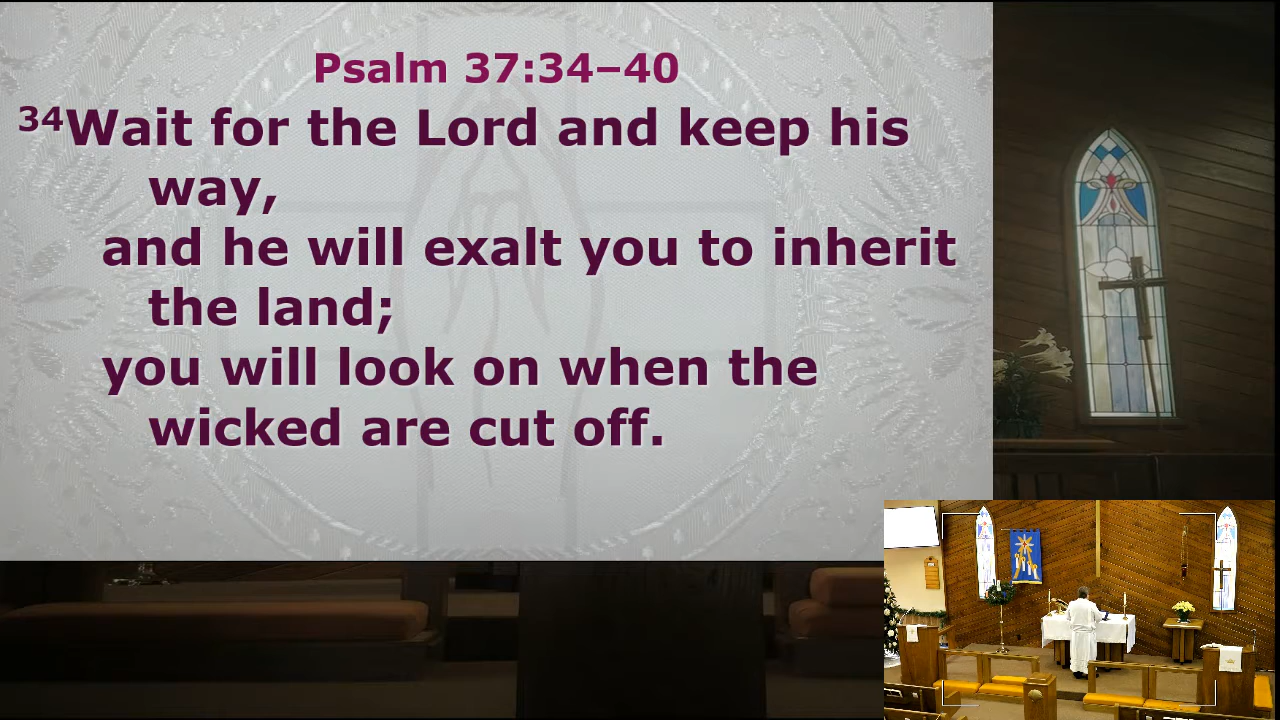 Psalm 37:34–40
³⁴Wait for the Lord and keep his
way,
and he will exalt you to inherit
the land;
you will look on when the
wicked are cut off.